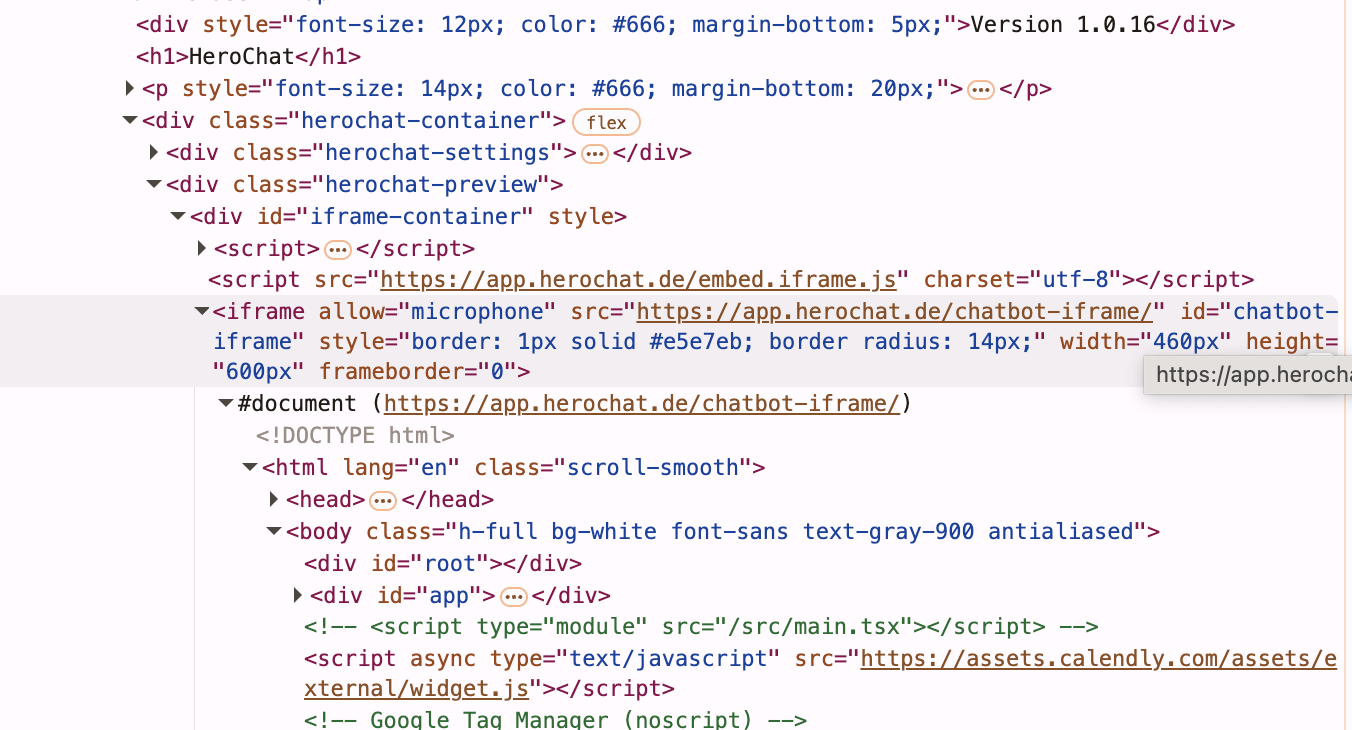 <div style="font-size: 12px; color: #666; margin-bottom: 5px;">Version 1.0.16</div>
<h1>HeroChat</h1>
<p style="font-size: 14px; color: #666; margin-bottom: 20px;">…</p>
<div class="herochat-container"> flex
<div class="herochat-settings">…</div>
<div class="herochat-preview">
<div id="iframe-container" style>
<script>…</script>
<script src="https://app.herochat.de/embed.iframe.js" charset="utf-8"></script>
<iframe allow="microphone" src="https://app.herochat.de/chatbot-iframe/" id="chatbot-
iframe" style="border: 1px solid #e5e7eb; border radius: 14px;" width="460px" height=
"600px" frameborder="0">
https://app.herocha
#document (https://app.herochat.de/chatbot-iframe/)
<!DOCTYPE html>
<html lang="en" class="scroll-smooth">
<head>…</head>
<body class="h-full bg-white font-sans text-gray-900 antialiased">
<div id="root"></div>
<div id="app">…</div>
<!-- <script type="module" src="/src/main.tsx"></script> -->
<script async type="text/javascript" src="https://assets.calendly.com/assets/e
xternal/widget.js"></script>
<!-- Google Tag Manager (noscript) -->